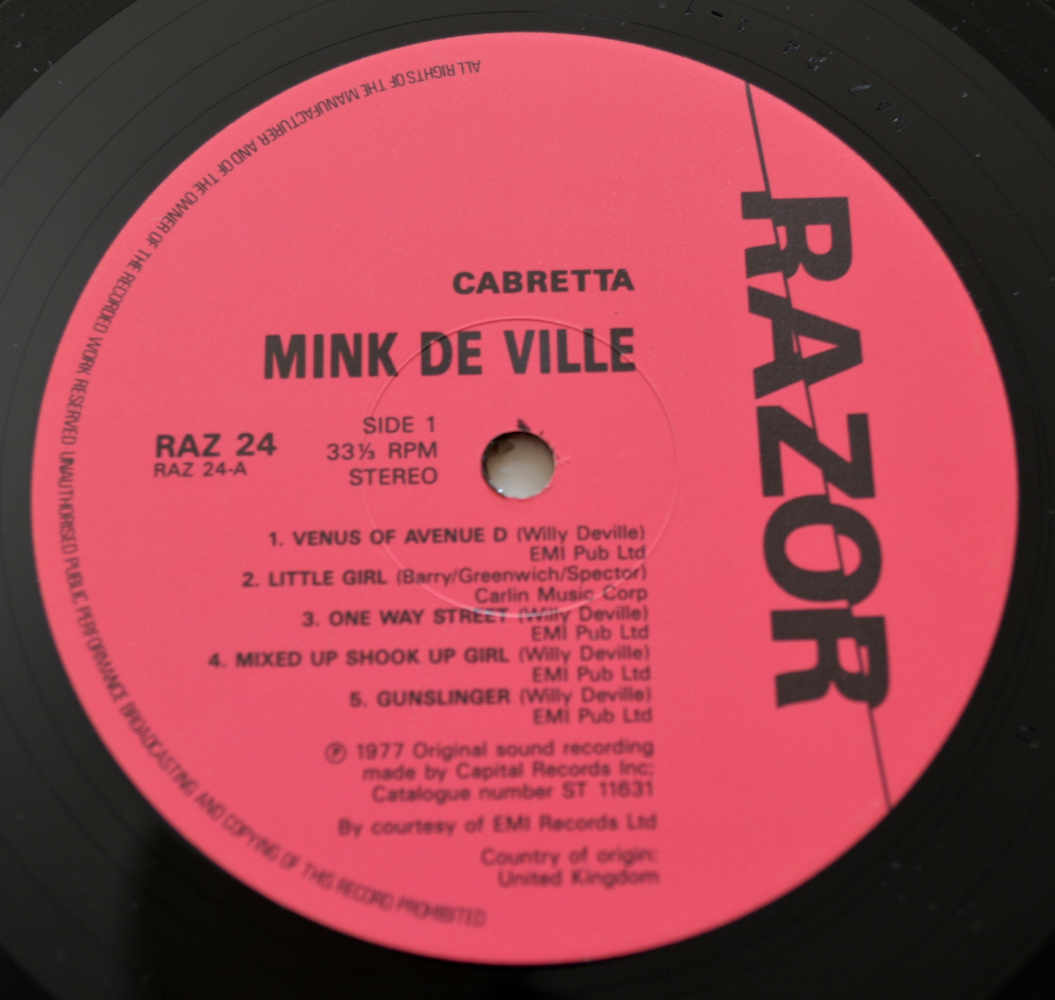 ALL RIGHTS OF THE MANUFACTURER AND OF THE OWNER OF THE RECORDED WORK RESERVED UNAUTHORISED PUBLIC PERFORMANCE BROADCASTING AND COPYING OF THIS RECORD PROHIBITED
RAZOR
CABRETTA
MINK DE VILLE
SIDE 1
RAZ 24 33⅓ RPM
RAZ 24-A STEREO
1. VENUS OF AVENUE D (Willy Deville)
EMI Pub Ltd
2. LITTLE GIRL (Barry/Greenwich/Spector)
Carlin Music Corp
3. ONE WAY STREET (Willy Deville)
EMI Pub Ltd
4. MIXED UP SHOOK UP GIRL (Willy Deville)
EMI Pub Ltd
5. GUNSLINGER (Willy Deville)
EMI Pub Ltd
℗ 1977 Original sound recording
made by Capital Records Inc;
Catalogue number ST 11631
By courtesy of EMI Records Ltd
Country of origin:
United Kingdom